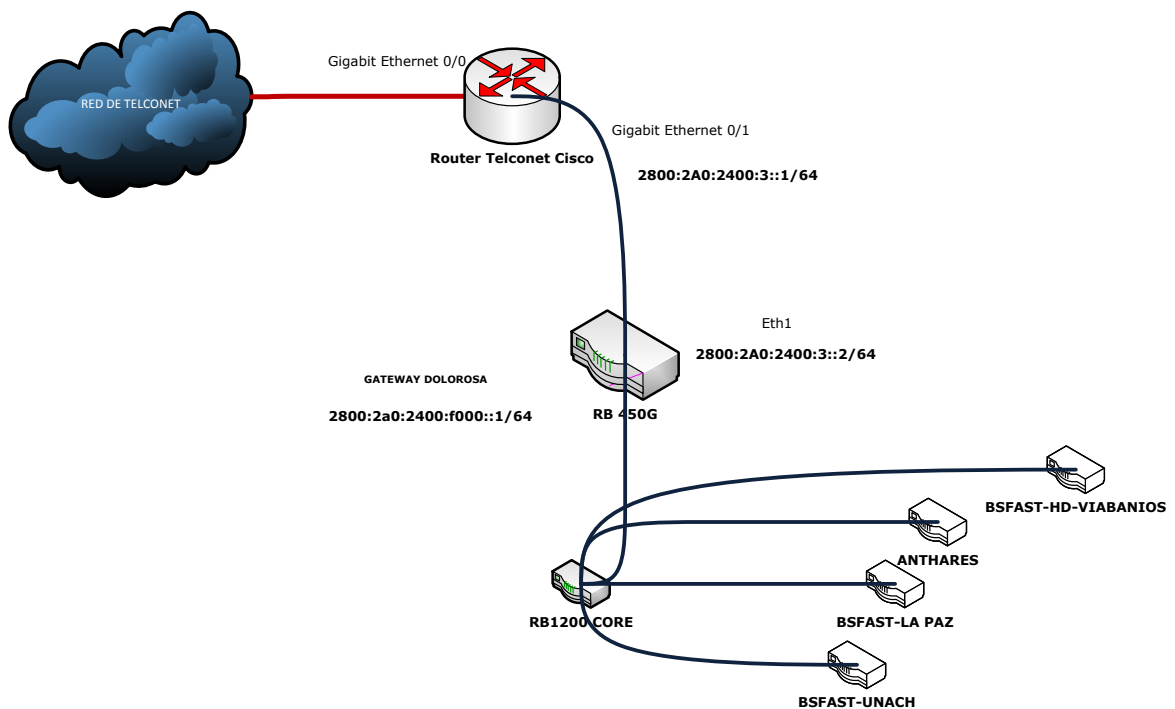 Gigabit Ethernet 0/0
RED DE TELCONET
Gigabit Ethernet 0/1
Router Telconet Cisco
2800:2A0:2400:3::1/64
Eth1
2800:2A0:2400:3::2/64
GATEWAY DOLOROSA
2800:2a0:2400:f000::1/64
RB 450G
BSFAST-HD-VIABANIOS
ANTHARES
RB1200 CORE
BSFAST-LA PAZ
BSFAST-UNACH